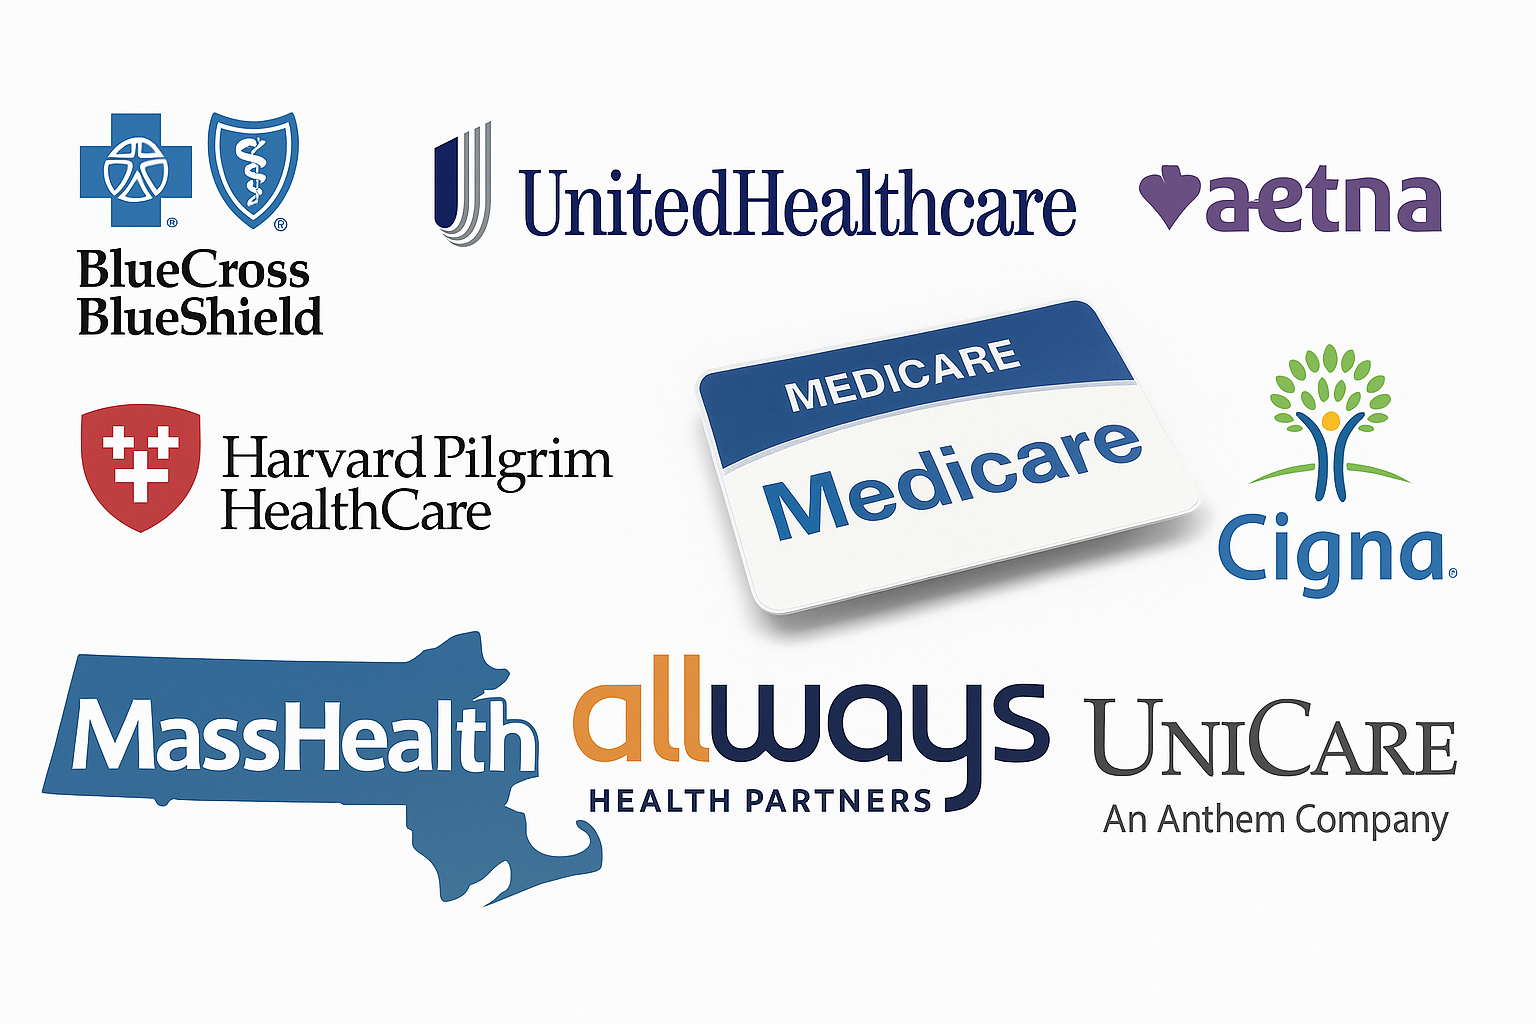 BlueCross
BlueShield
®
®
UnitedHealthcare
aetna
MEDICARE
Medicare
Harvard Pilgrim
HealthCare
Cigna®
MassHealth
allways
HEALTH PARTNERS
UNICARE
An Anthem Company